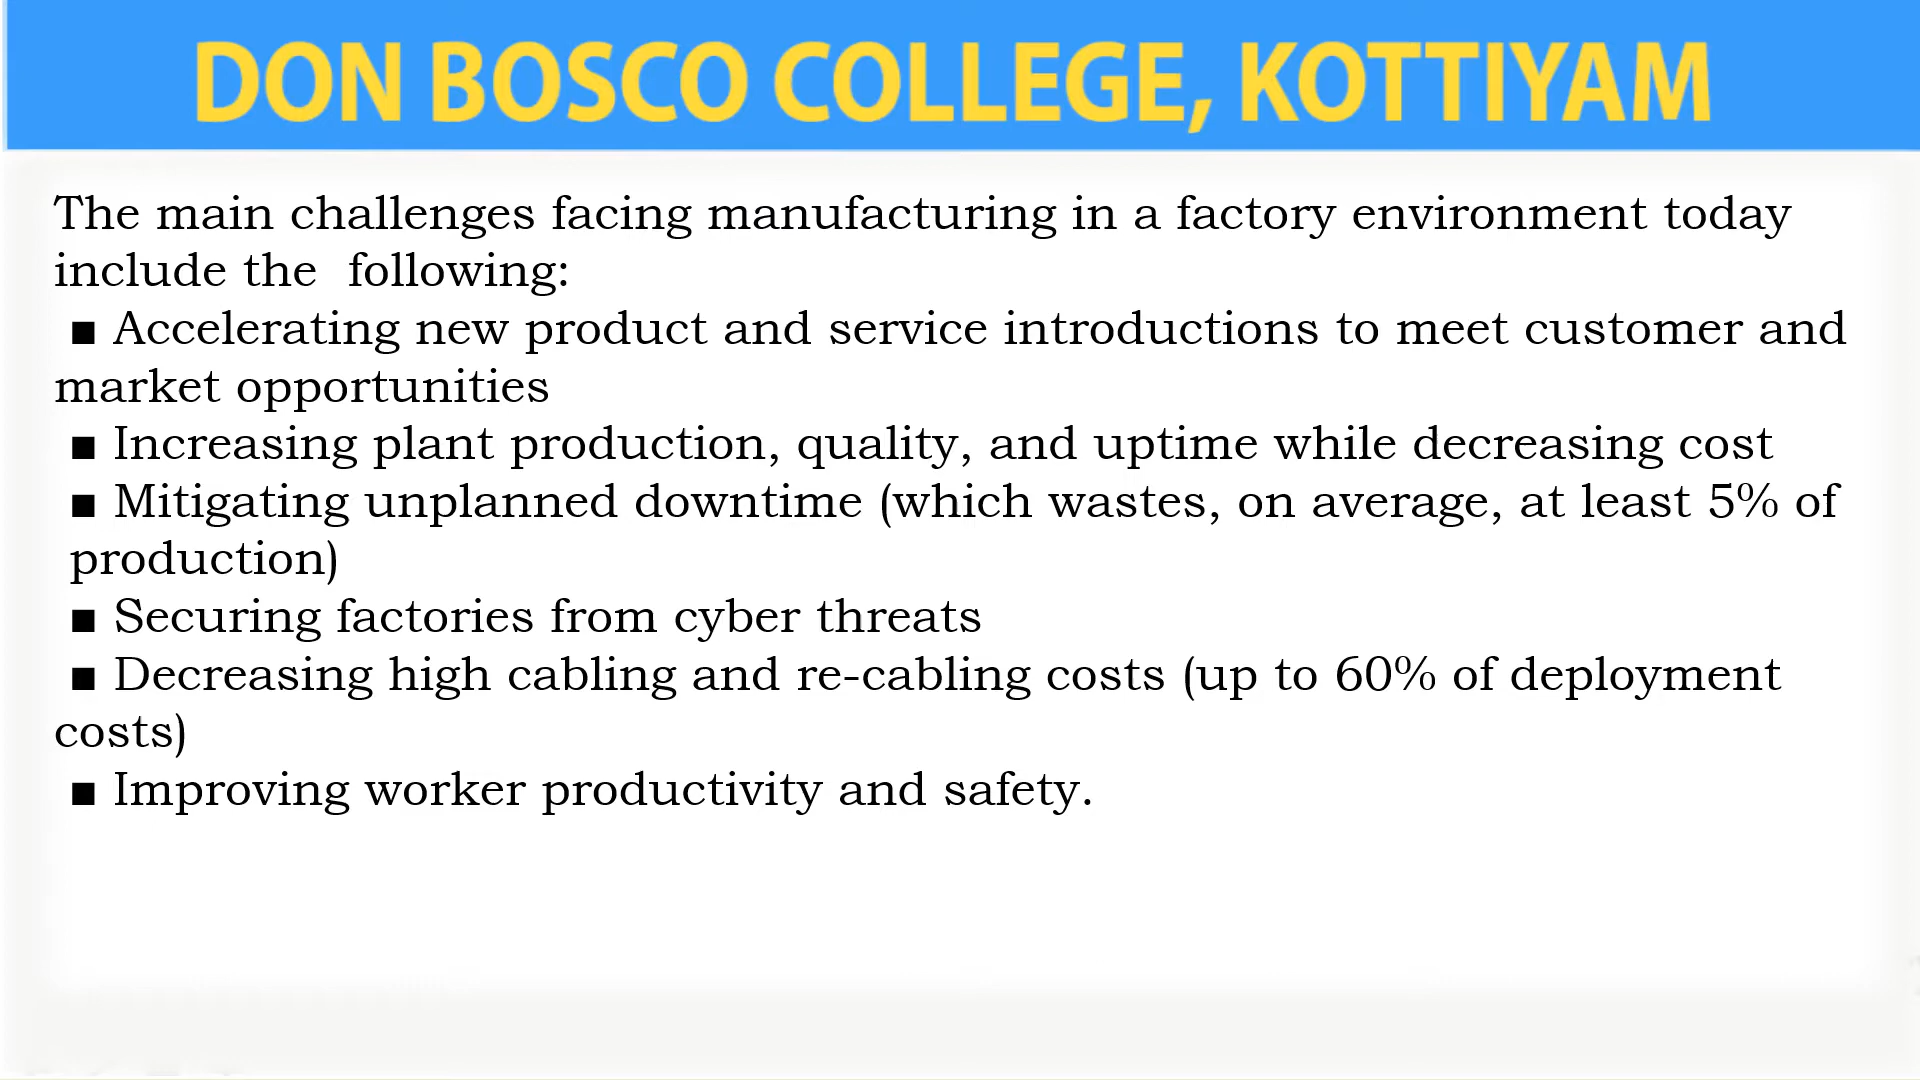 DON BOSCO COLLEGE, KOTTIYAM
The main challenges facing manufacturing in a factory environment today
include the  following:
■ Accelerating new product and service introductions to meet customer and
market opportunities
■ Increasing plant production, quality, and uptime while decreasing cost
■ Mitigating unplanned downtime (which wastes, on average, at least 5% of
production)
■ Securing factories from cyber threats
■ Decreasing high cabling and re-cabling costs (up to 60% of deployment
costs)
■ Improving worker productivity and safety.